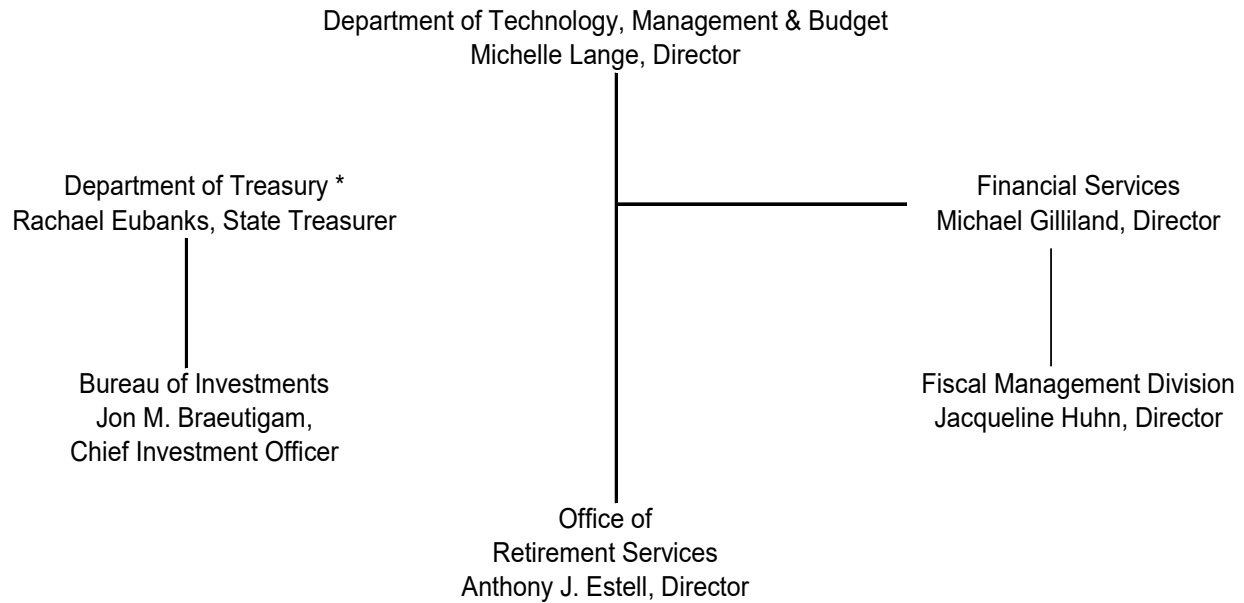 Department of Technology, Management & Budget
Michelle Lange, Director
Department of Treasury *
Rachael Eubanks, State Treasurer
Financial Services
Michael Gilliland, Director
Bureau of Investments
Jon M. Braeutigam,
Chief Investment Officer
Fiscal Management Division
Jacqueline Huhn, Director
Office of
Retirement Services
Anthony J. Estell, Director